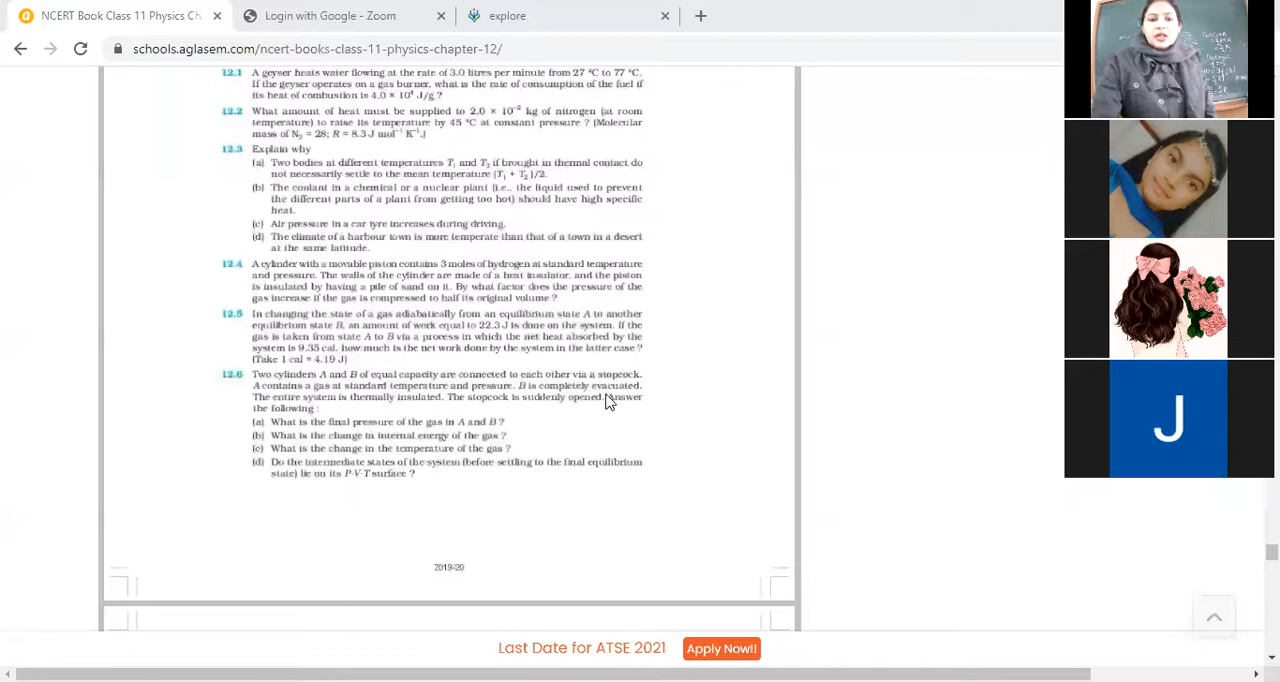 NCERT Book Class 11 Physics Ch
Login with Google - Zoom
explore
schools.aglasem.com/ncert-books-class-11-physics-chapter-12/
12.1 A geyser heats water flowing at the rate of 3.0 litres per minute from 27 °C to 77 °C.
If the geyser operates on a gas burner, what is the rate of consumption of the fuel if
its heat of combustion is 4.0 × 10⁴ J/g ?
12.2 What amount of heat must be supplied to 2.0 × 10⁻² kg of nitrogen (at room
temperature) to raise its temperature by 45 °C at constant pressure ? (Molecular
mass of N₂ = 28; R = 8.3 J mol⁻¹ K⁻¹.)
12.3 Explain why
(a) Two bodies at different temperatures T₁ and T₂ if brought in thermal contact do
not necessarily settle to the mean temperature (T₁ + T₂)/2.
(b) The coolant in a chemical or a nuclear plant (i.e., the liquid used to prevent
the different parts of a plant from getting too hot) should have high specific
heat.
(c) Air pressure in a car tyre increases during driving.
(d) The climate of a harbour town is more temperate than that of a town in a desert
at the same latitude.
12.4 A cylinder with a movable piston contains 3 moles of hydrogen at standard temperature
and pressure. The walls of the cylinder are made of a heat insulator, and the piston
is insulated by having a pile of sand on it. By what factor does the pressure of the
gas increase if the gas is compressed to half its original volume ?
12.5 In changing the state of a gas adiabatically from an equilibrium state A to another
equilibrium state B, an amount of work equal to 22.3 J is done on the system. If the
gas is taken from state A to B via a process in which the net heat absorbed by the
system is 9.35 cal, how much is the net work done by the system in the latter case ?
(Take 1 cal = 4.19 J)
12.6 Two cylinders A and B of equal capacity are connected to each other via a stopcock.
A contains a gas at standard temperature and pressure. B is completely evacuated.
The entire system is thermally insulated. The stopcock is suddenly opened. Answer
the following :
(a) What is the final pressure of the gas in A and B ?
(b) What is the change in internal energy of the gas ?
(c) What is the change in the temperature of the gas ?
(d) Do the intermediate states of the system (before settling to the final equilibrium
state) lie on its P-V-T surface ?
2019-20
Last Date for ATSE 2021 Apply Now!!
J